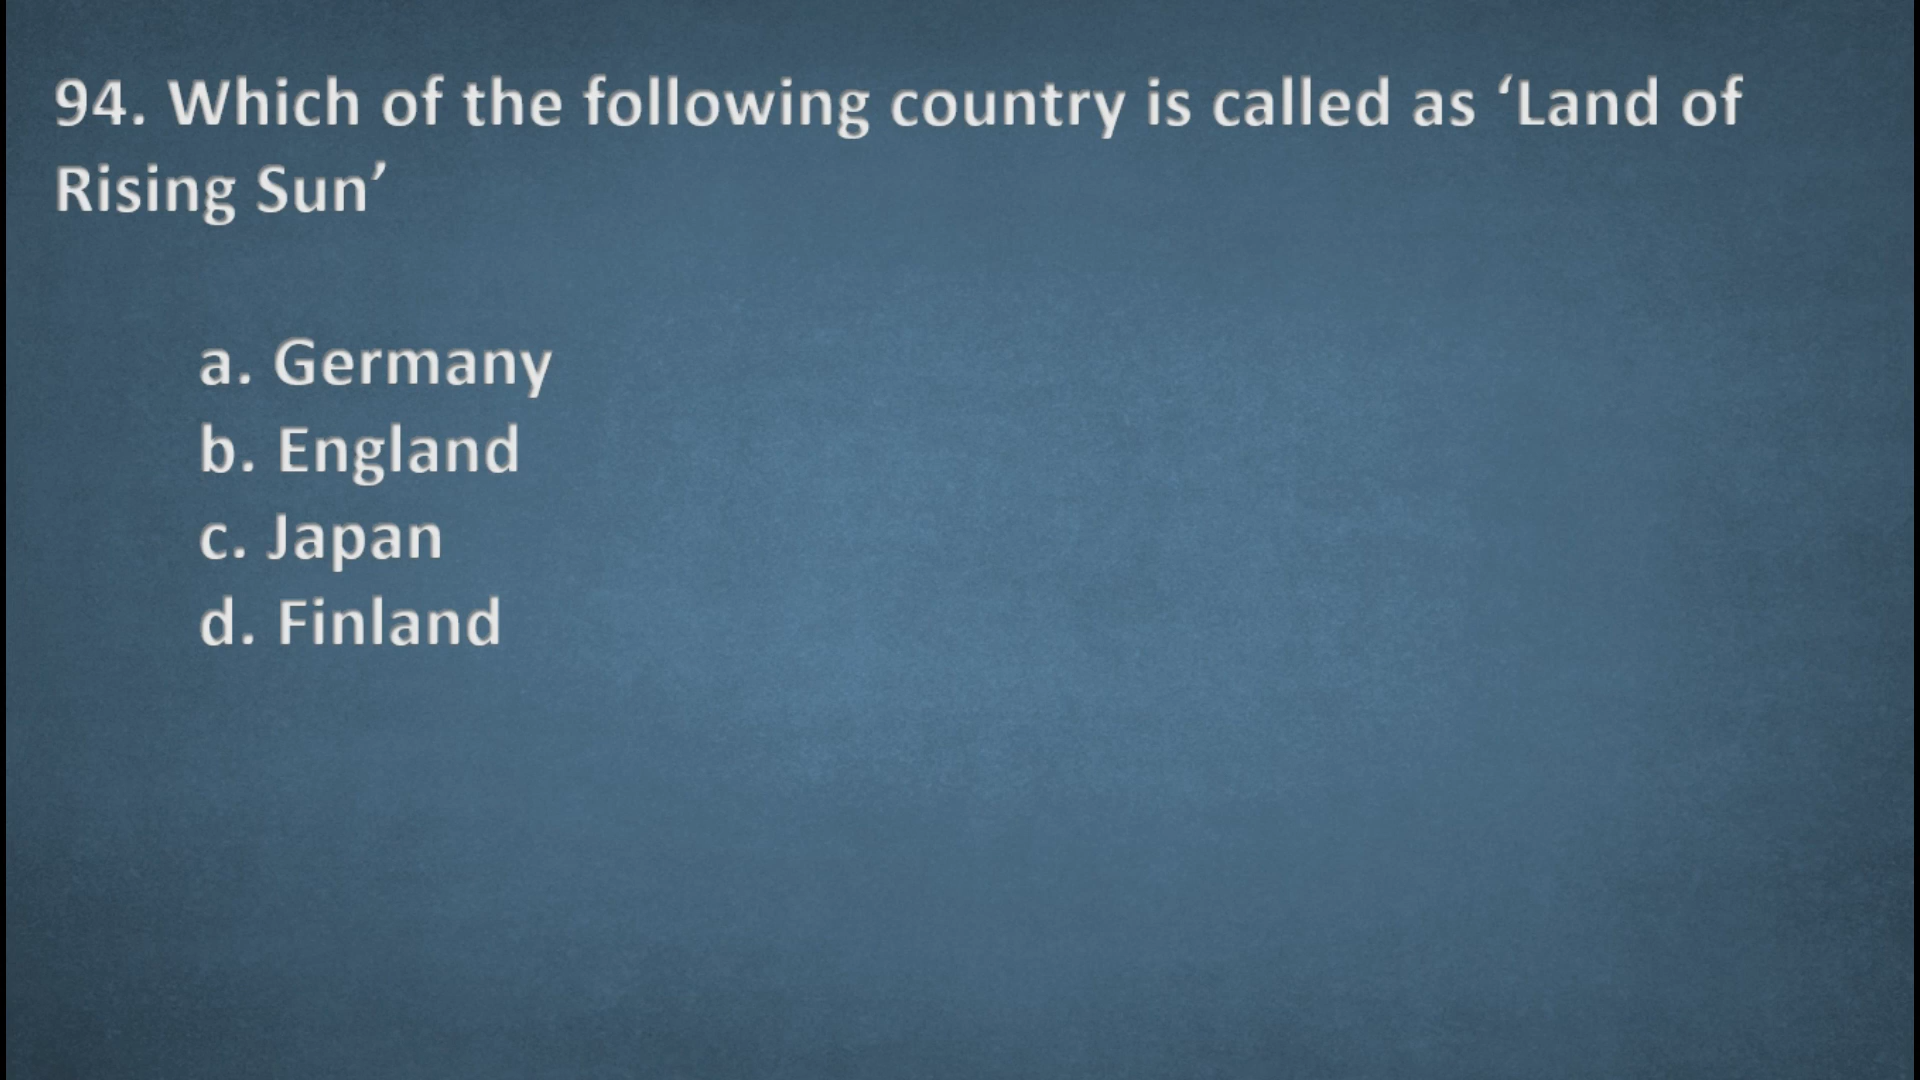 94. Which of the following country is called as ‘Land of
Rising Sun’
a. Germany
b. England
c. Japan
d. Finland